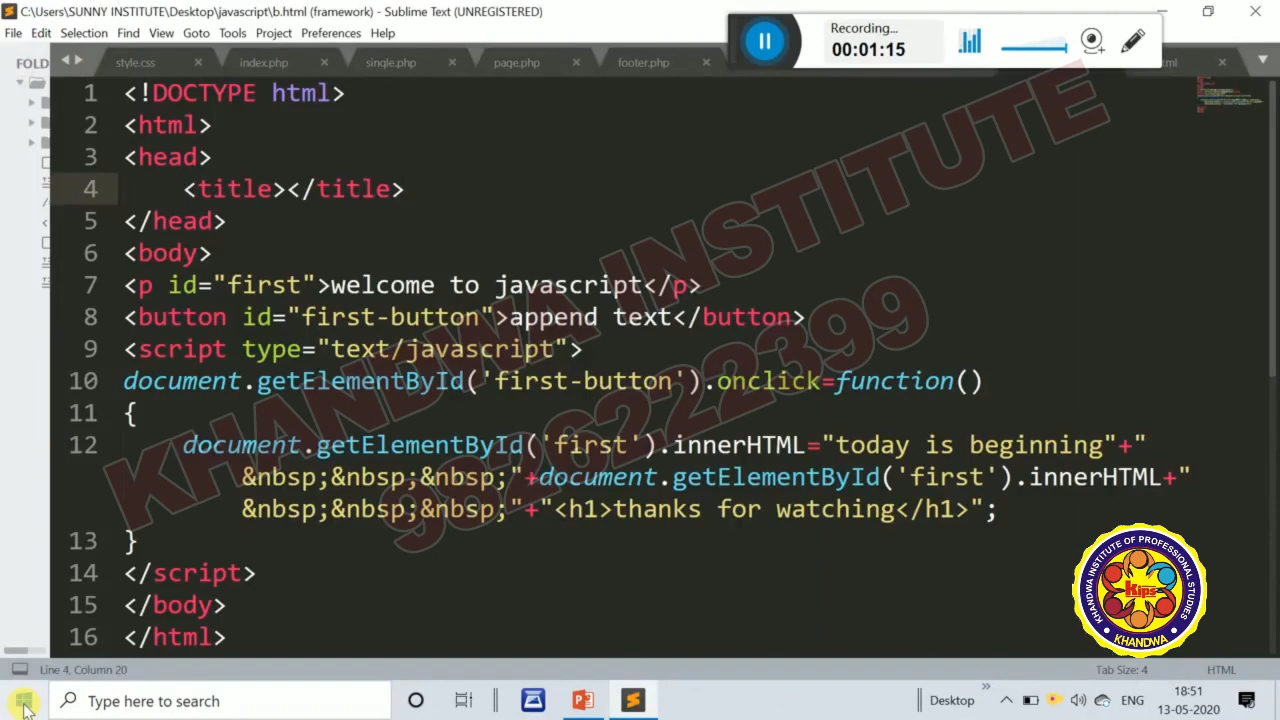 C:\Users\SUNNY INSTITUTE\Desktop\javascript\b.html (framework) - Sublime Text (UNREGISTERED)
File Edit Selection Find View Goto Tools Project Preferences Help
Recording...
00:01:15
FOLD
style.css index.php single.php page.php footer.php
1 <!DOCTYPE html>
2 <html>
3 <head>
4 <title></title>
5 </head>
6 <body>
7 <p id="first">welcome to javascript</p>
8 <button id="first-button">append text</button>
9 <script type="text/javascript">
10 document.getElementById('first-button').onclick=function()
11 {
12 document.getElementById('first').innerHTML="today is beginning"+"
&nbsp;&nbsp;&nbsp;"+document.getElementById('first').innerHTML+"
&nbsp;&nbsp;&nbsp;"+"<h1>thanks for watching</h1>";
13 }
14 </script>
15 </body>
16 </html>
KHANDWA INSTITUTE
9826222399
KHANDWA INSTITUTE OF PROFESSIONAL STUDIES
Kips
KHANDWA
Line 4, Column 20
Tab Size: 4 HTML
Type here to search
Desktop
ENG
18:51
13-05-2020